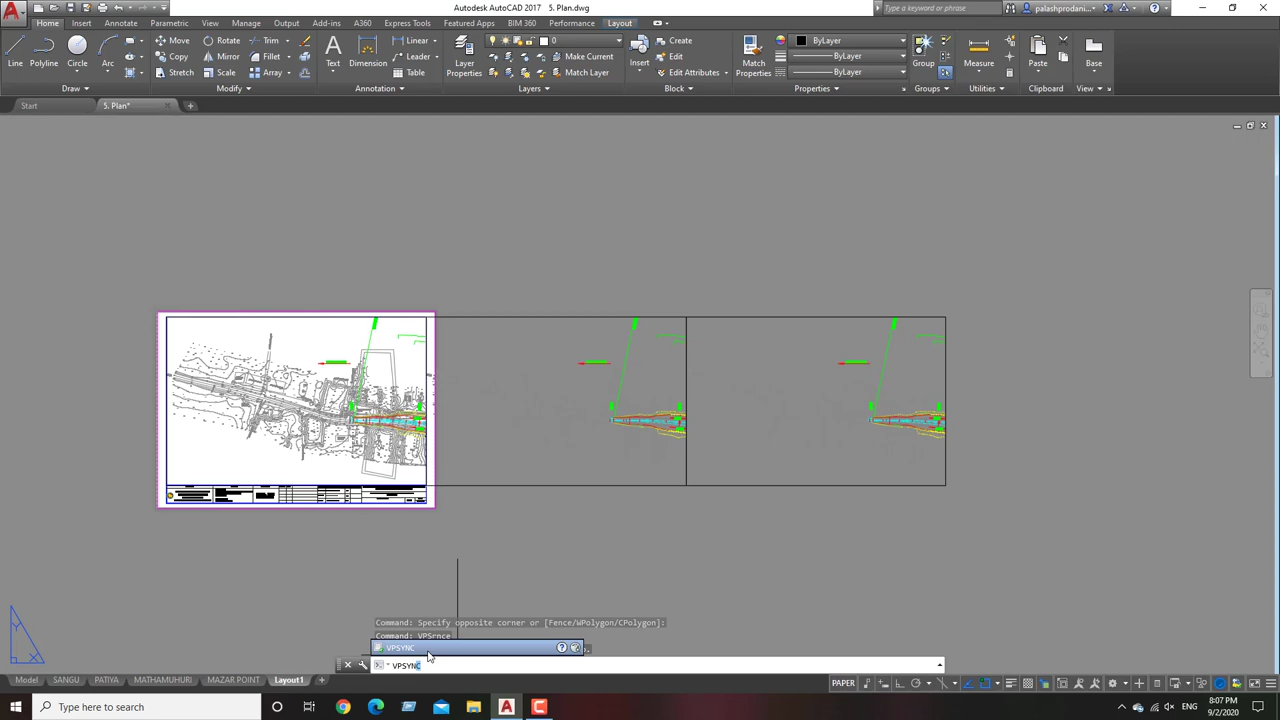 Autodesk AutoCAD 2017 5. Plan.dwg
Type a keyword or phrase
palashprodani...
Home Insert Annotate Parametric View Manage Output Add-ins A360 Express Tools Featured Apps BIM 360 Performance Layout
Line Polyline Circle Arc
Move Rotate Trim
Copy Mirror Fillet
Stretch Scale Array
Text Dimension
Linear
Leader
Table
Layer Properties
0
Make Current
Match Layer
Insert
Create
Edit
Edit Attributes
Match Properties
ByLayer
ByLayer
ByLayer
Group
Measure
Paste
Base
Draw Modify Annotation Layers Block Properties Groups Utilities Clipboard View
Start 5. Plan*
Y
X
Command: Specify opposite corner or [Fence/WPolygon/CPolygon]:
Command: VPSrnce
VPSYNC
VPSYNC
Model SANGU PATIYA MATHAMUHURI MAZAR POINT Layout1
PAPER
Type here to search
ENG
8:07 PM
9/2/2020